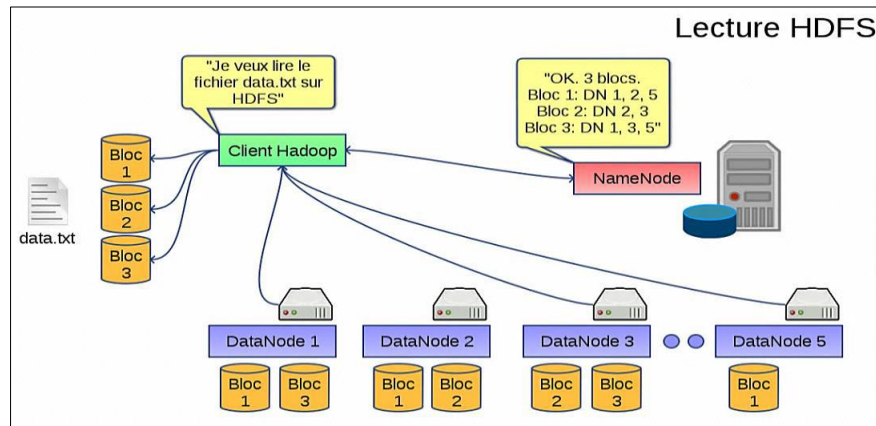 Lecture HDFS
"Je veux lire le
fichier data.txt sur
HDFS"
"OK. 3 blocs.
Bloc 1: DN 1, 2, 5
Bloc 2: DN 2, 3
Bloc 3: DN 1, 3, 5"
Client Hadoop
NameNode
Bloc
1
Bloc
2
Bloc
3
data.txt
DataNode 1
DataNode 2
DataNode 3
DataNode 5
Bloc
1
Bloc
3
Bloc
1
Bloc
2
Bloc
2
Bloc
3
Bloc
1